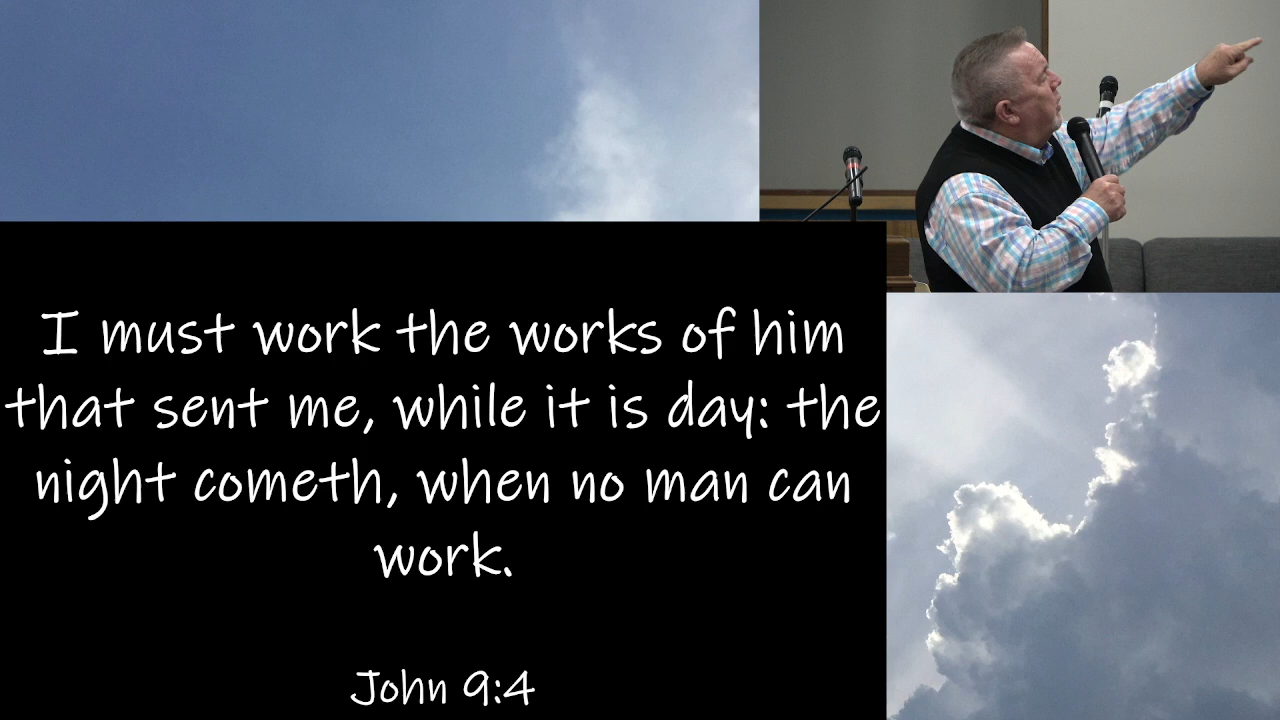 I must work the works of him
that sent me, while it is day: the
night cometh, when no man can
work.
John 9:4